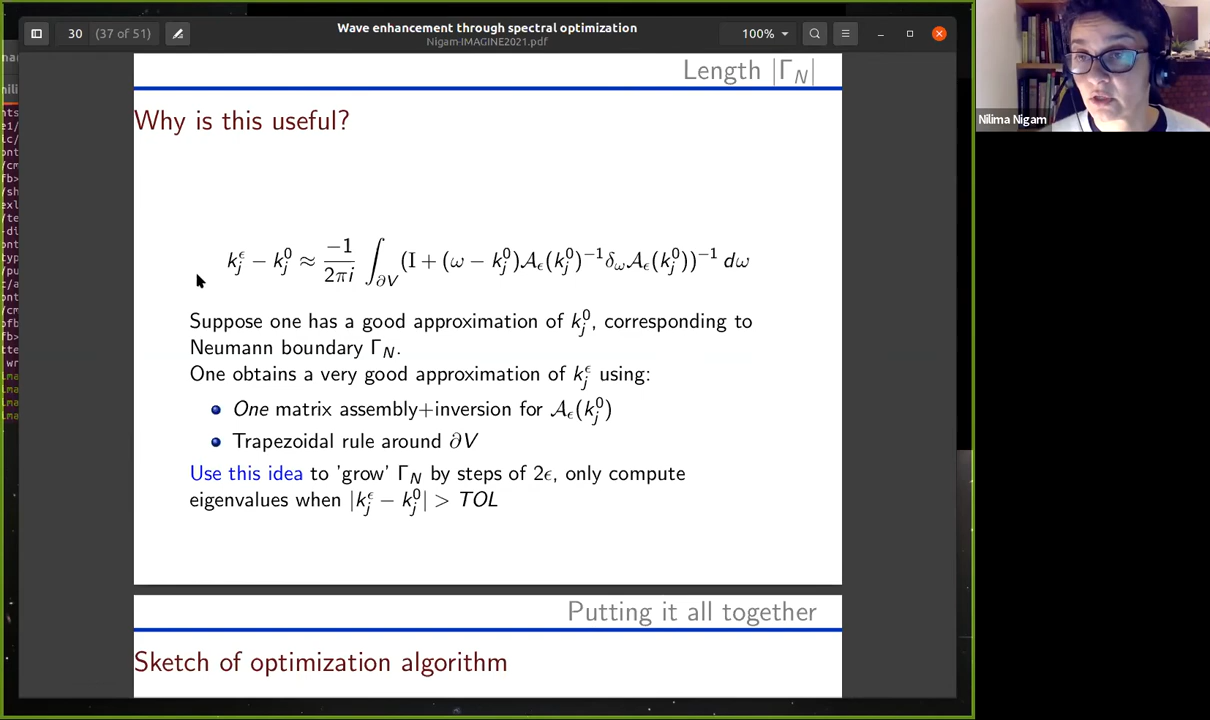 30 (37 of 51)
Wave enhancement through spectral optimization
Nigam-IMAGINE2021.pdf
100%
Nilima Nigam
Length |Γ_N|
Why is this useful?
k_j^ϵ − k_j^0 ≈ −1/2πi ∫_∂V (I + (ω − k_j^0)𝒜_ϵ(k_j^0)^−1 δ_ω𝒜_ϵ(k_j^0))^−1 dω
Suppose one has a good approximation of k_j^0, corresponding to
Neumann boundary Γ_N.
One obtains a very good approximation of k_j^ϵ using:
One matrix assembly+inversion for 𝒜_ϵ(k_j^0)
Trapezoidal rule around ∂V
Use this idea to 'grow' Γ_N by steps of 2ϵ, only compute
eigenvalues when |k_j^ϵ − k_j^0| > TOL
Putting it all together
Sketch of optimization algorithm